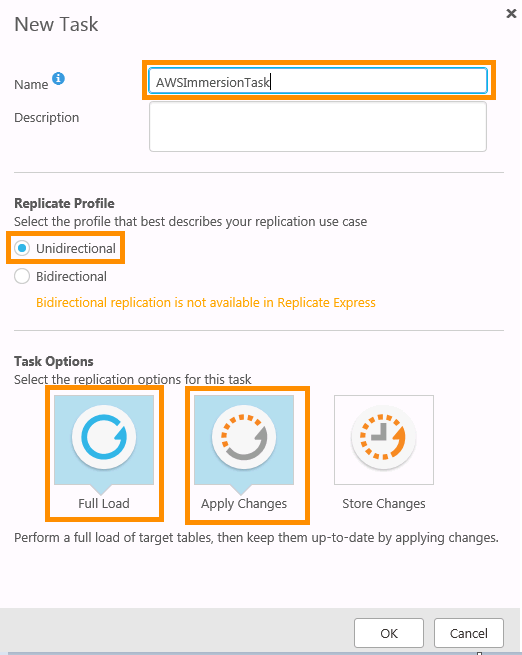 New Task
Name
AWSImmersionTask
Description
Replicate Profile
Select the profile that best describes your replication use case
Unidirectional
Bidirectional
Bidirectional replication is not available in Replicate Express
Task Options
Select the replication options for this task
Full Load
Apply Changes
Store Changes
Perform a full load of target tables, then keep them up-to-date by applying changes.
OK
Cancel